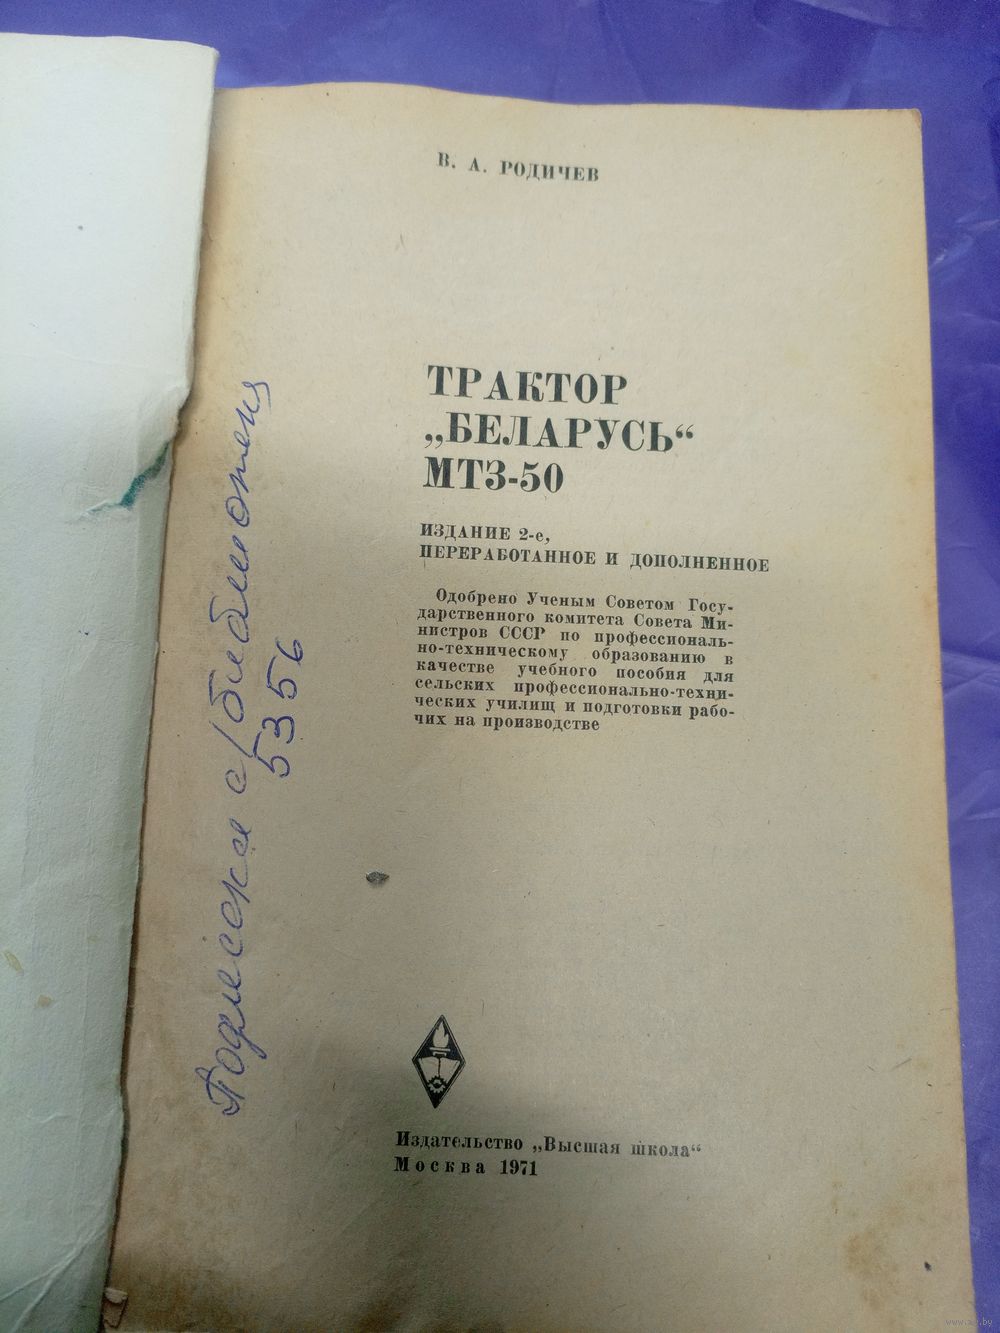 В. А. РОДИЧЕВ
ТРАКТОР
„БЕЛАРУСЬ“
МТЗ-50
ИЗДАНИЕ 2-е,
ПЕРЕРАБОТАННОЕ И ДОПОЛНЕННОЕ
Одобрено Ученым Советом Госу-
дарственного комитета Совета Ми-
нистров СССР по профессиональ-
но-техническому образованию в
качестве учебного пособия для
сельских профессионально-техни-
ческих училищ и подготовки рабо-
чих на производстве
Издательство „Высшая школа“
Москва 1971
5356